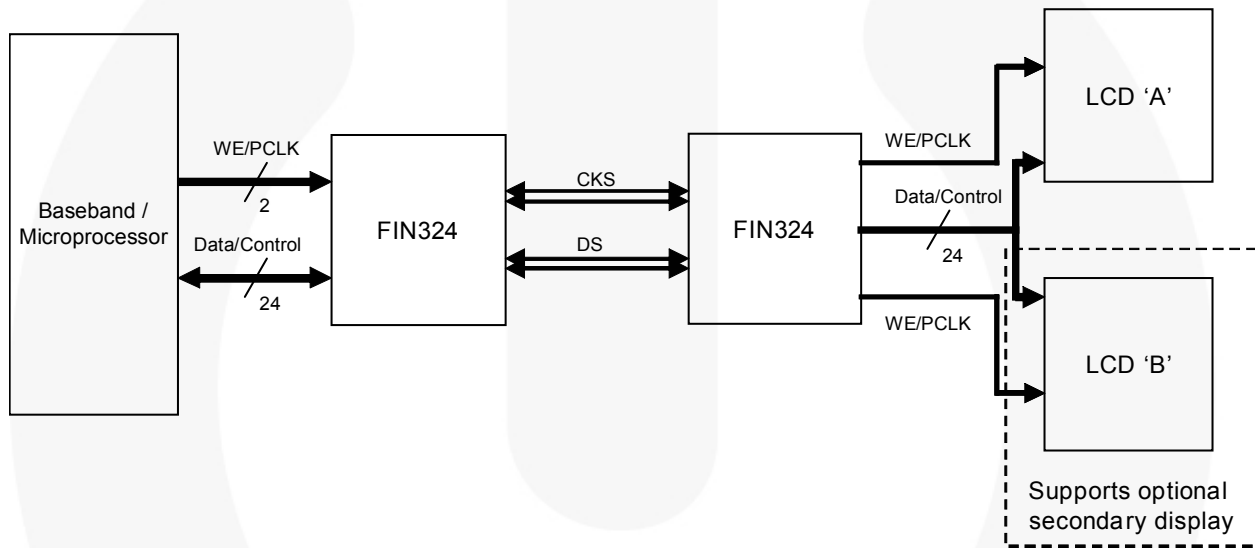 Baseband /
Microprocessor
WE/PCLK
2
Data/Control
24
FIN324
CKS
DS
FIN324
WE/PCLK
Data/Control
24
WE/PCLK
LCD ‘A’
LCD ‘B’
Supports optional
secondary display